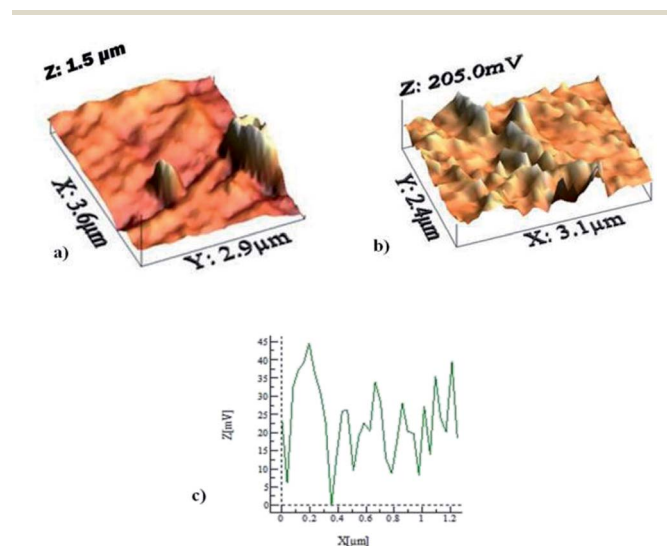 Z: 1.5 µm
X: 3.6µm
Y: 2.9µm
a)
Z: 205.0mV
Y: 2.4µm
X: 3.1µm
b)
45
40
35
30
25
20
15
10
5
0
Z[mV]
0 0.2 0.4 0.6 0.8 1 1.2
X[µm]
c)